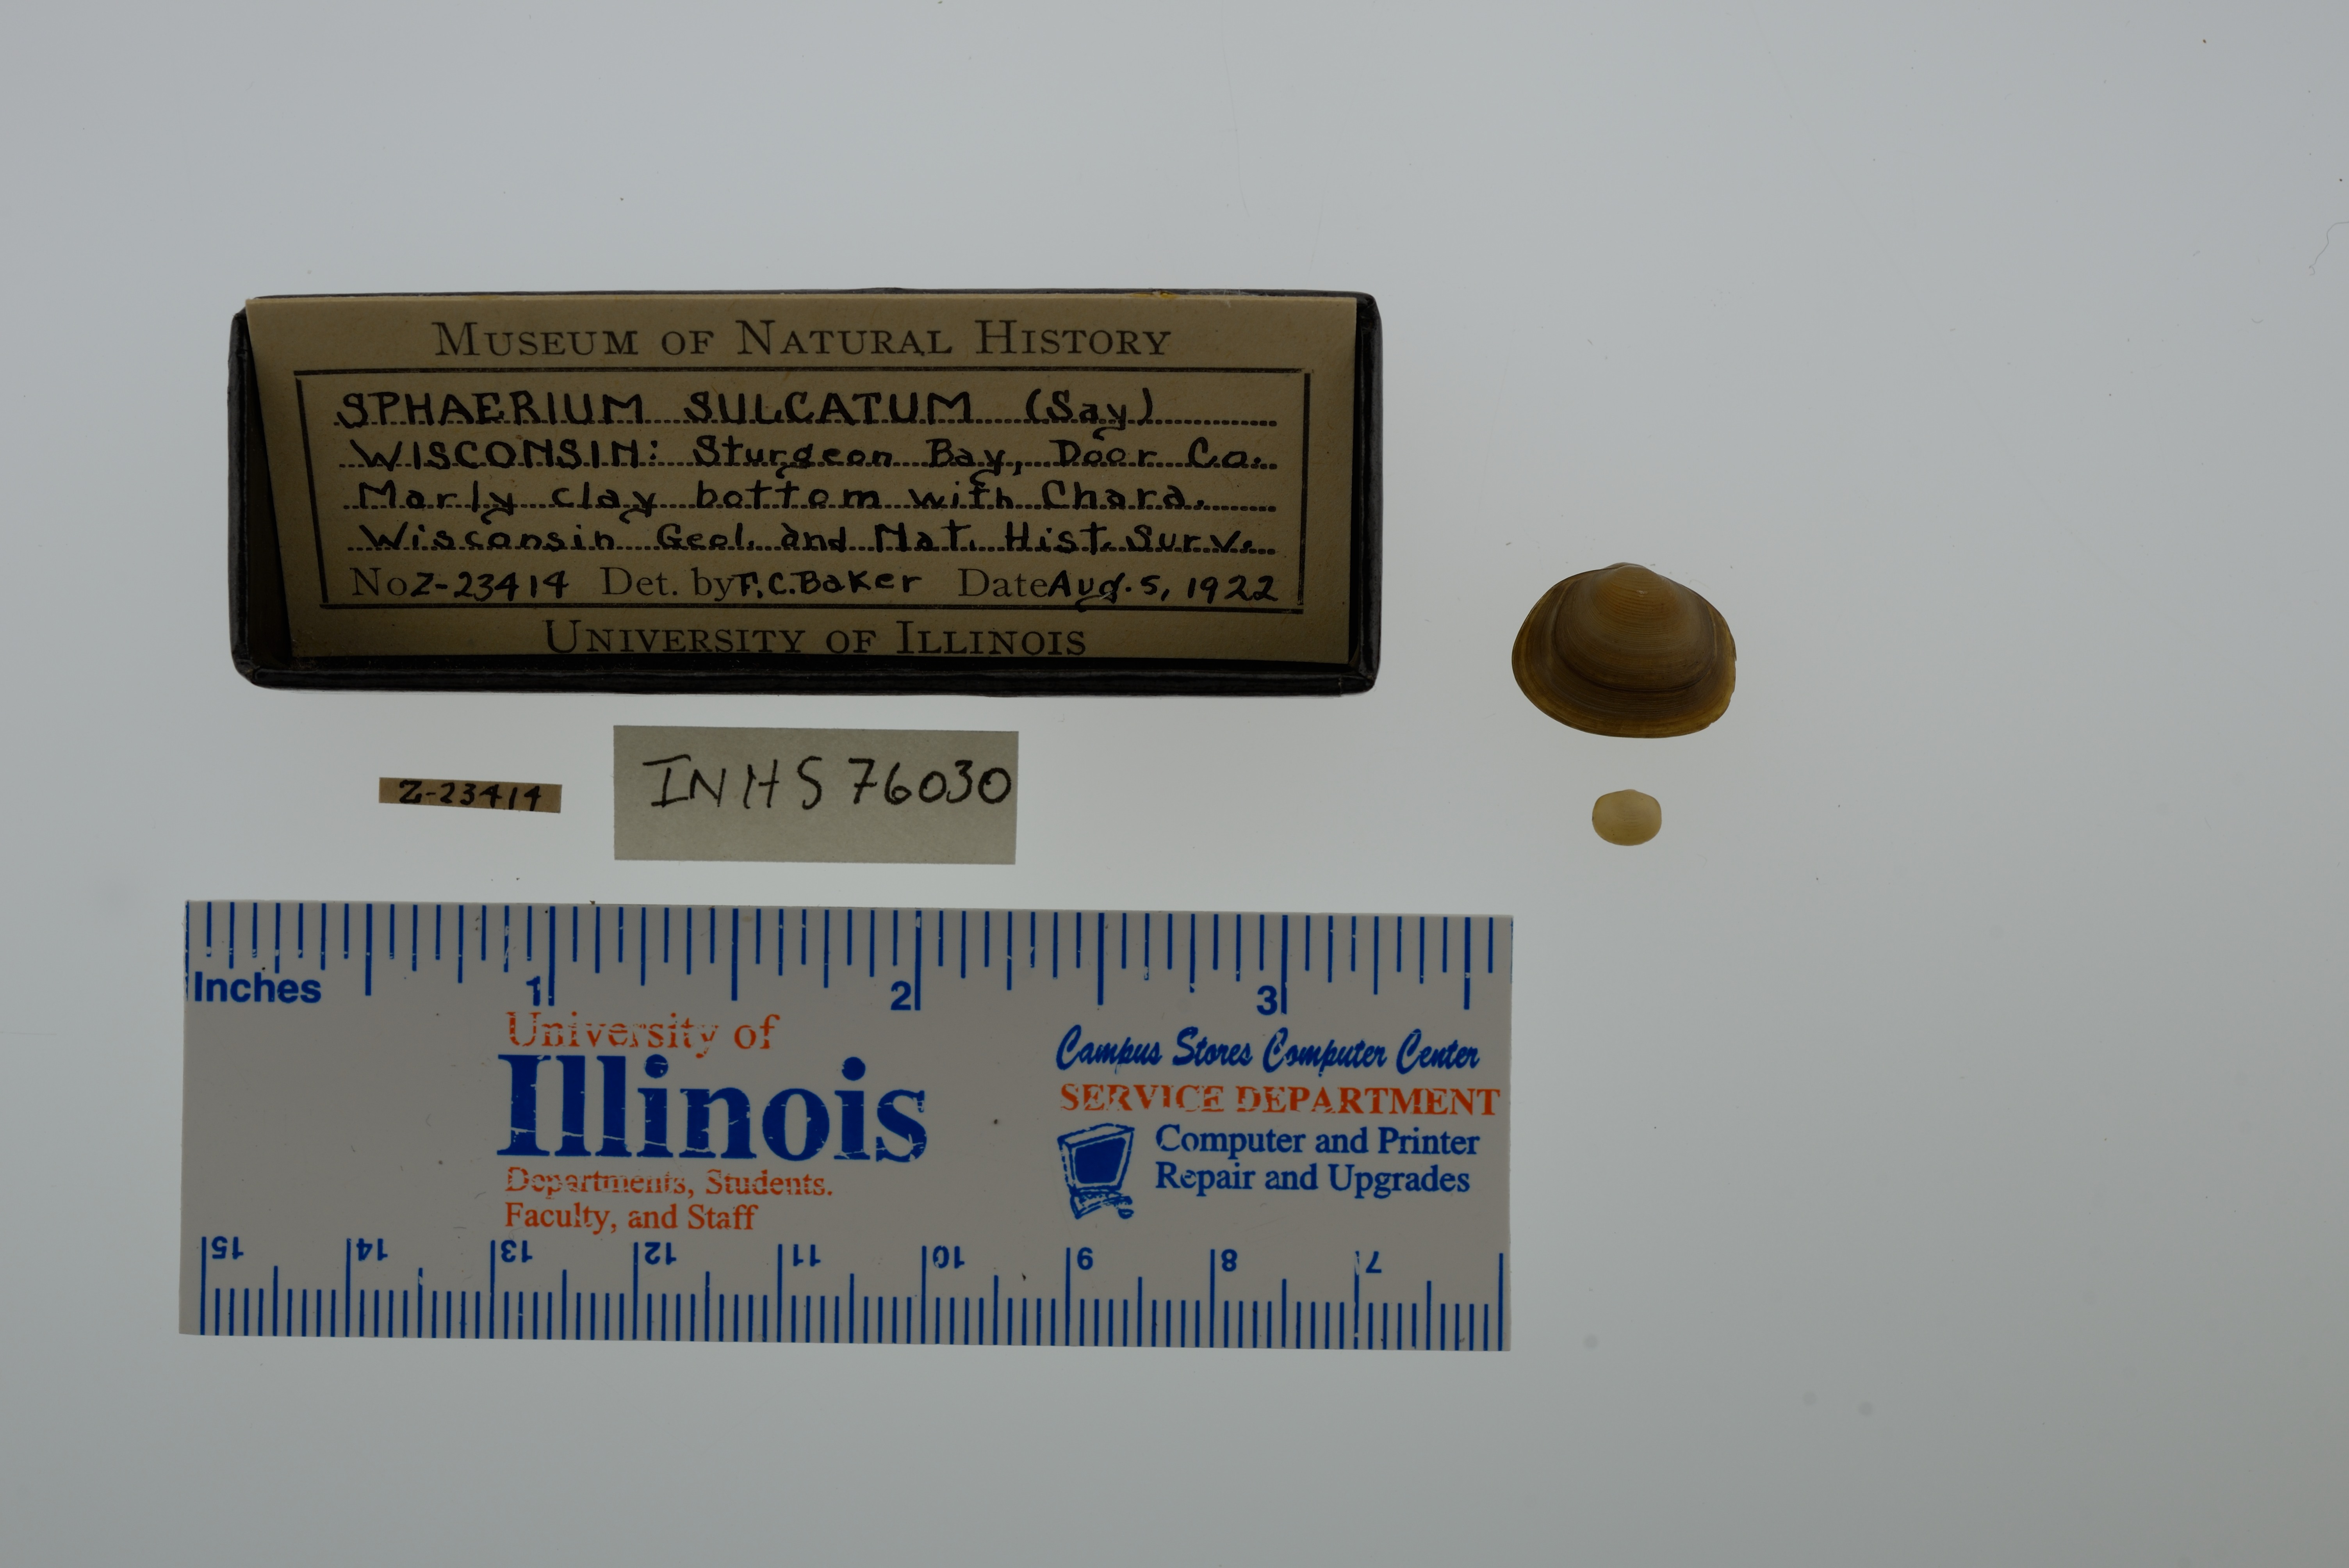 MUSEUM OF NATURAL HISTORY
SPHAERIUM SULCATUM (Say)
WISCONSIN: Sturgeon Bay, Door Co.
Marly clay bottom with Chara.
Wisconsin Geol. and Nat. Hist. Surv.
No Z-23414 Det. by F.C. Baker Date Aug. 5, 1922
UNIVERSITY OF ILLINOIS
Z-23414
INHS 76030
Inches 1 2 3
University of
Illinois
Departments, Students.
Faculty, and Staff
Campus Stores Computer Center
SERVICE DEPARTMENT
Computer and Printer
Repair and Upgrades
15 14 13 12 11 10 9 8 7